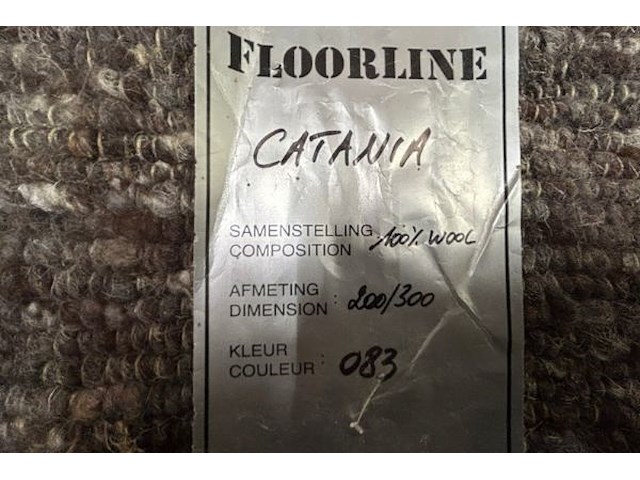 FLOORLINE
CATANIA
SAMENSTELLING
COMPOSITION 100% WOOL
AFMETING
DIMENSION : 200/300
KLEUR
COULEUR : 083